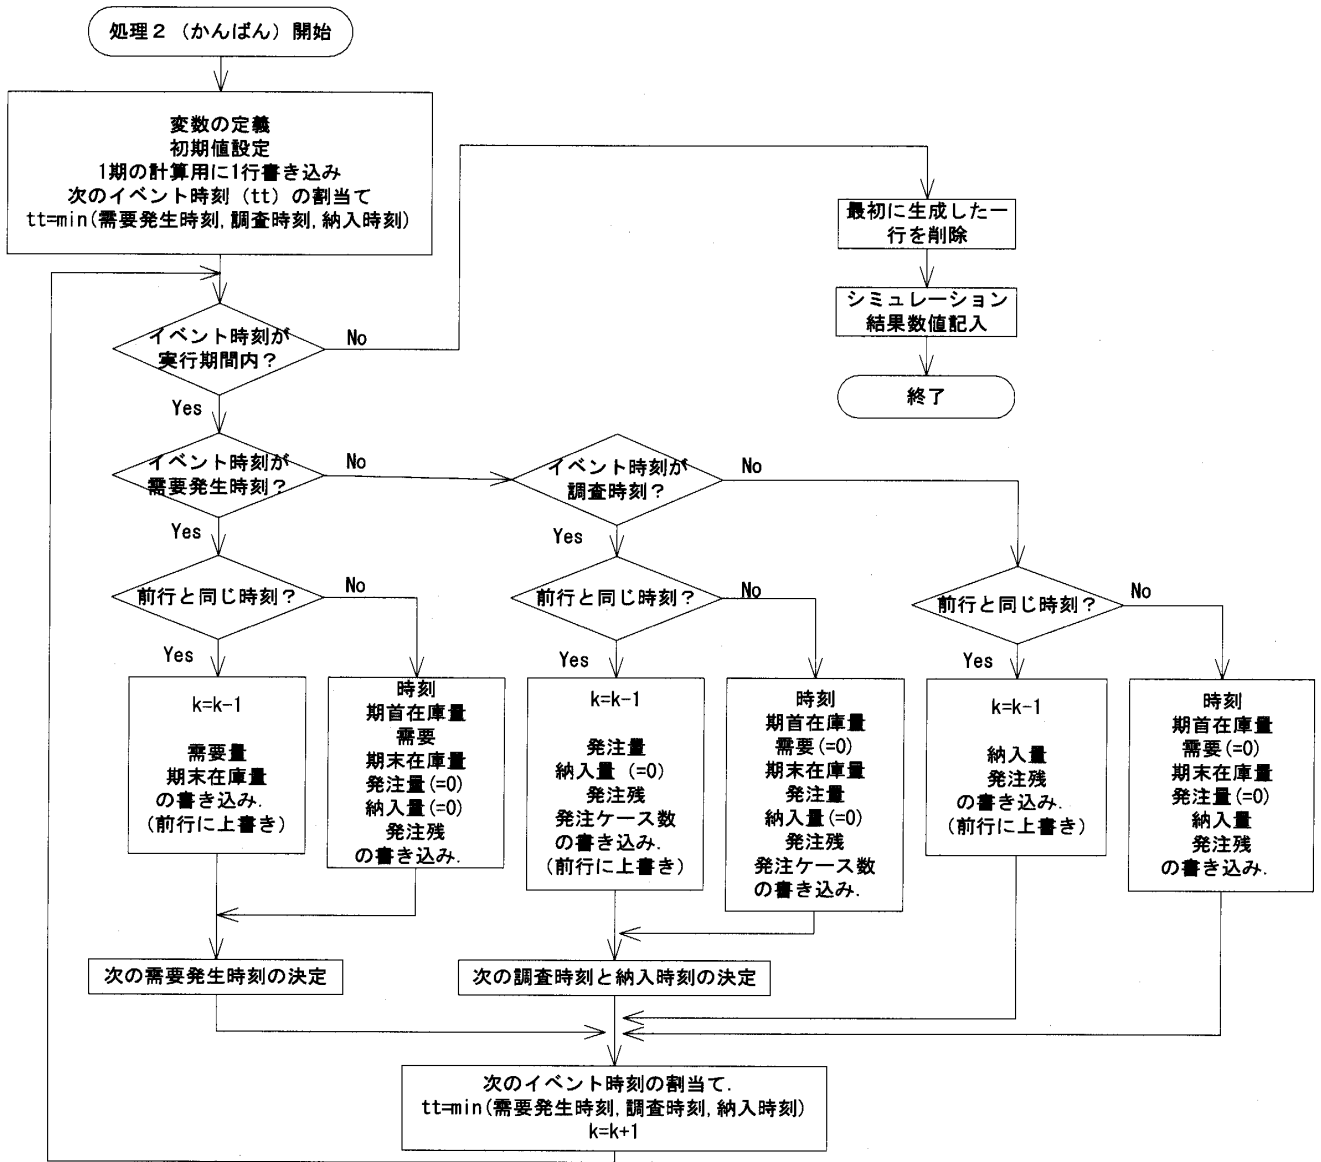 処理２（かんばん）開始
変数の定義
初期値設定
1期の計算用に1行書き込み
次のイベント時刻（tt）の割当て
tt=min(需要発生時刻,調査時刻,納入時刻)
最初に生成した一
行を削除
シミュレーション
結果数値記入
終了
イベント時刻が
実行期間内？
No
Yes
イベント時刻が
需要発生時刻？
No
Yes
イベント時刻が
調査時刻？
No
Yes
前行と同じ時刻？
No
Yes
前行と同じ時刻？
No
Yes
前行と同じ時刻？
No
Yes
k=k-1
需要量
期末在庫量
の書き込み.
(前行に上書き)
時刻
期首在庫量
需要
期末在庫量
発注量(=0)
納入量(=0)
発注残
の書き込み.
k=k-1
発注量
納入量(=0)
発注残
発注ケース数
の書き込み.
(前行に上書き)
時刻
期首在庫量
需要(=0)
期末在庫量
発注量
納入量(=0)
発注残
発注ケース数
の書き込み.
k=k-1
納入量
発注残
の書き込み.
(前行に上書き)
時刻
期首在庫量
需要(=0)
期末在庫量
発注量(=0)
納入量
発注残
の書き込み.
次の需要発生時刻の決定
次の調査時刻と納入時刻の決定
次のイベント時刻の割当て.
tt=min(需要発生時刻,調査時刻,納入時刻)
k=k+1